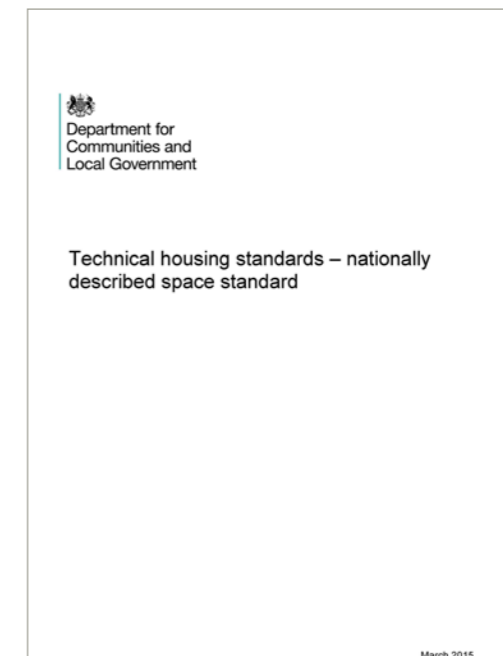 Department for
Communities and
Local Government
Technical housing standards – nationally
described space standard
March 2015